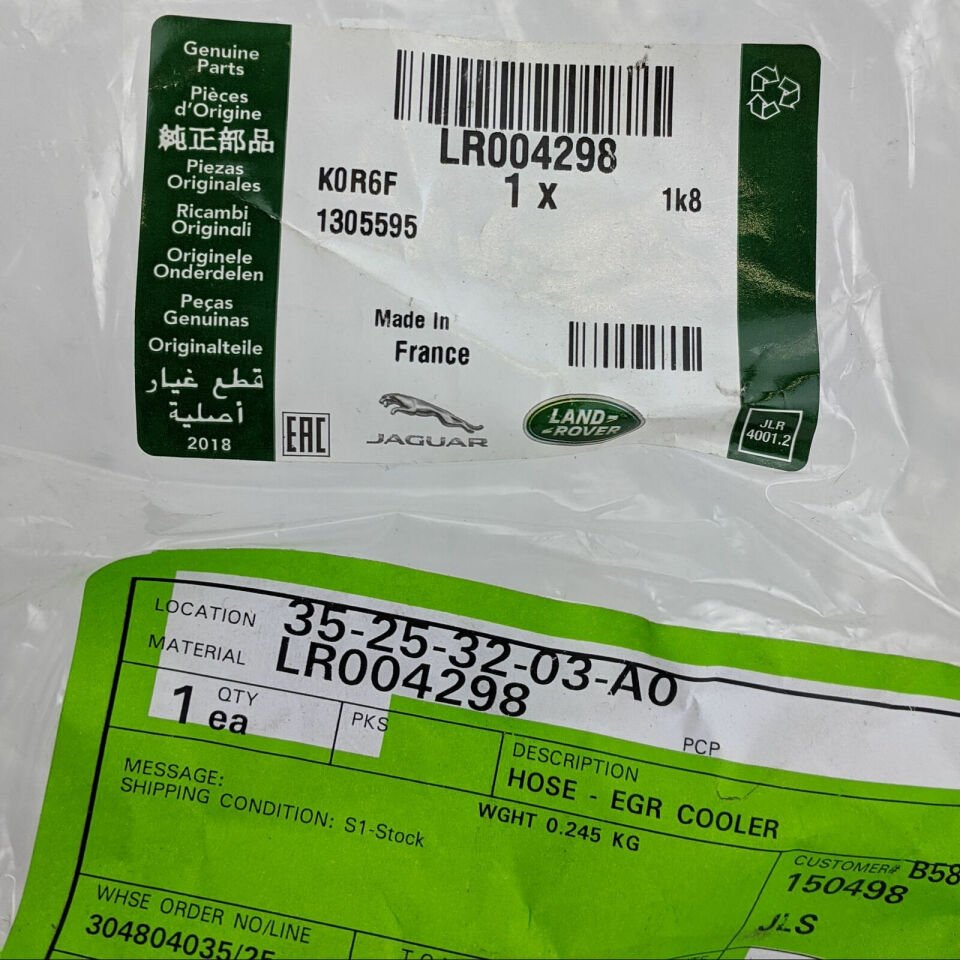 Genuine
Parts
Pièces
d'Origine
純正部品
Piezas
Originales
Ricambi
Originali
Originele
Onderdelen
Peças
Genuinas
Originalteile
قطع غيار
أصلية
2018
LR004298
1 x
K0R6F
1k8
1305595
Made In
France
EAC
JAGUAR
LAND-
-ROVER
JLR
4001.2
LOCATION 35-25-32-03-A0
MATERIAL LR004298
QTY
1 ea
PKS
PCP
DESCRIPTION
HOSE - EGR COOLER
MESSAGE:
SHIPPING CONDITION: S1-Stock
WGHT 0.245 KG
CUSTOMER# B58
150498
JLS
WHSE ORDER NO/LINE
304804035/25